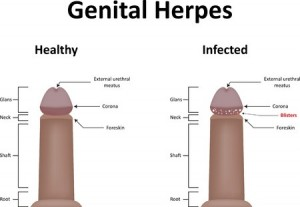 Genital Herpes
Healthy
External urethral
meatus
Glans
Corona
Neck
Foreskin
Shaft
Root
Infected
External urethral
meatus
Glans
Corona
Blisters
Neck
Foreskin
Shaft
Root